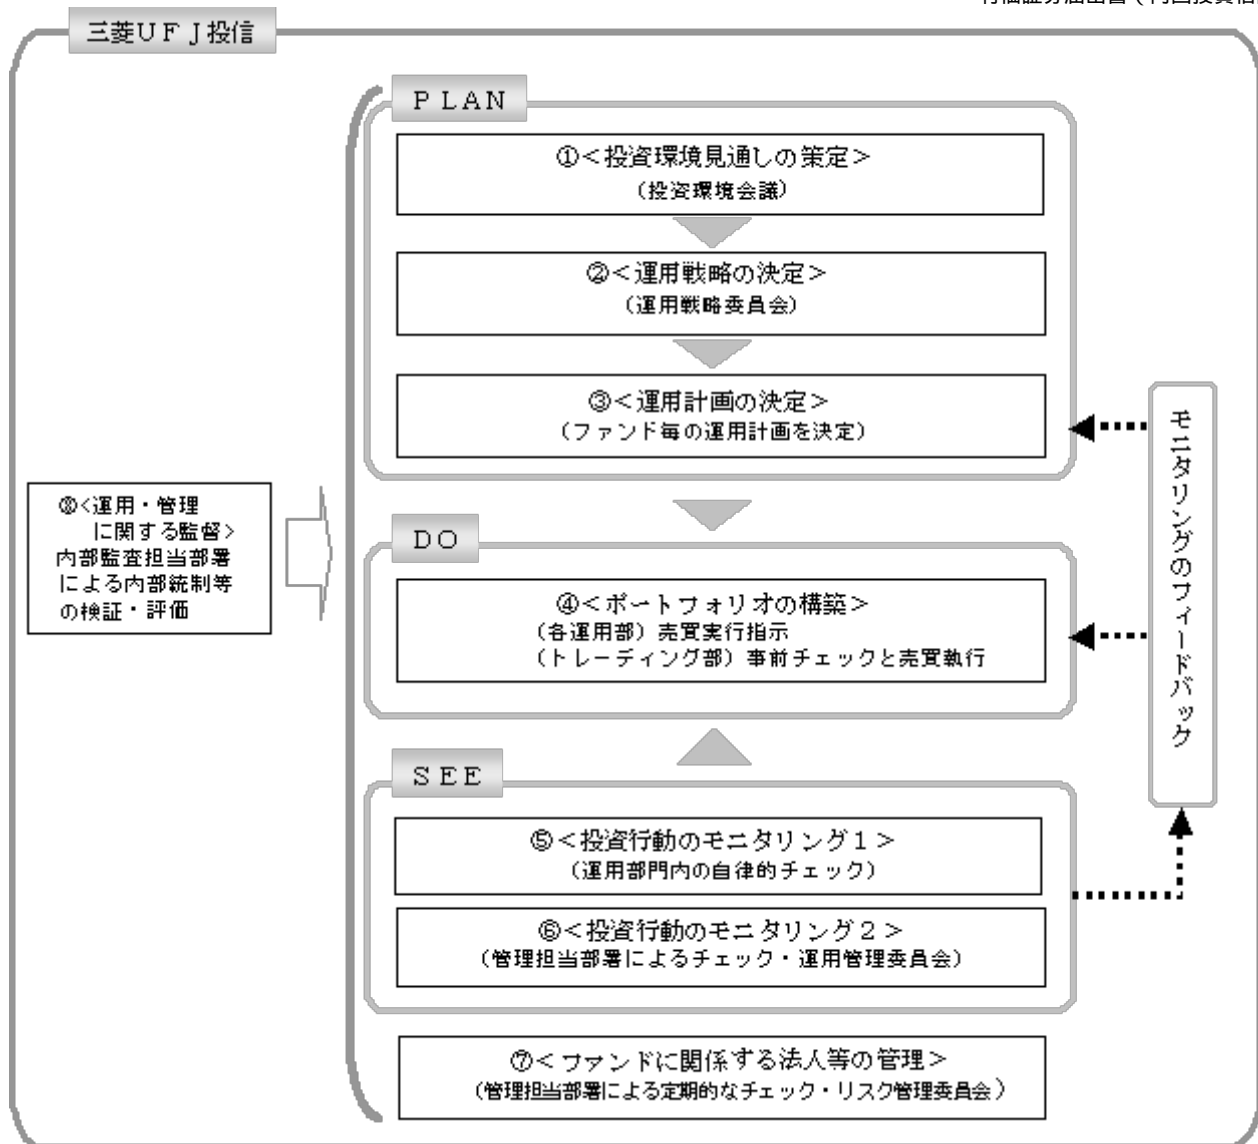 三菱UFJ投信
PLAN
①<投資環境見通しの策定>
(投資環境会議)
②<運用戦略の決定>
(運用戦略委員会)
③<運用計画の決定>
(ファンド毎の運用計画を決定)
⑧<運用・管理
に関する監督>
内部監査担当部署
による内部統制等
の検証・評価
DO
④<ポートフォリオの構築>
(各運用部)売買実行指示
(トレーディング部)事前チェックと売買執行
SEE
⑤<投資行動のモニタリング1>
(運用部門内の自律的チェック)
⑥<投資行動のモニタリング2>
(管理担当部署によるチェック・運用管理委員会)
⑦<ファンドに関係する法人等の管理>
(管理担当部署による定期的なチェック・リスク管理委員会)
モニタリングのフィードバック